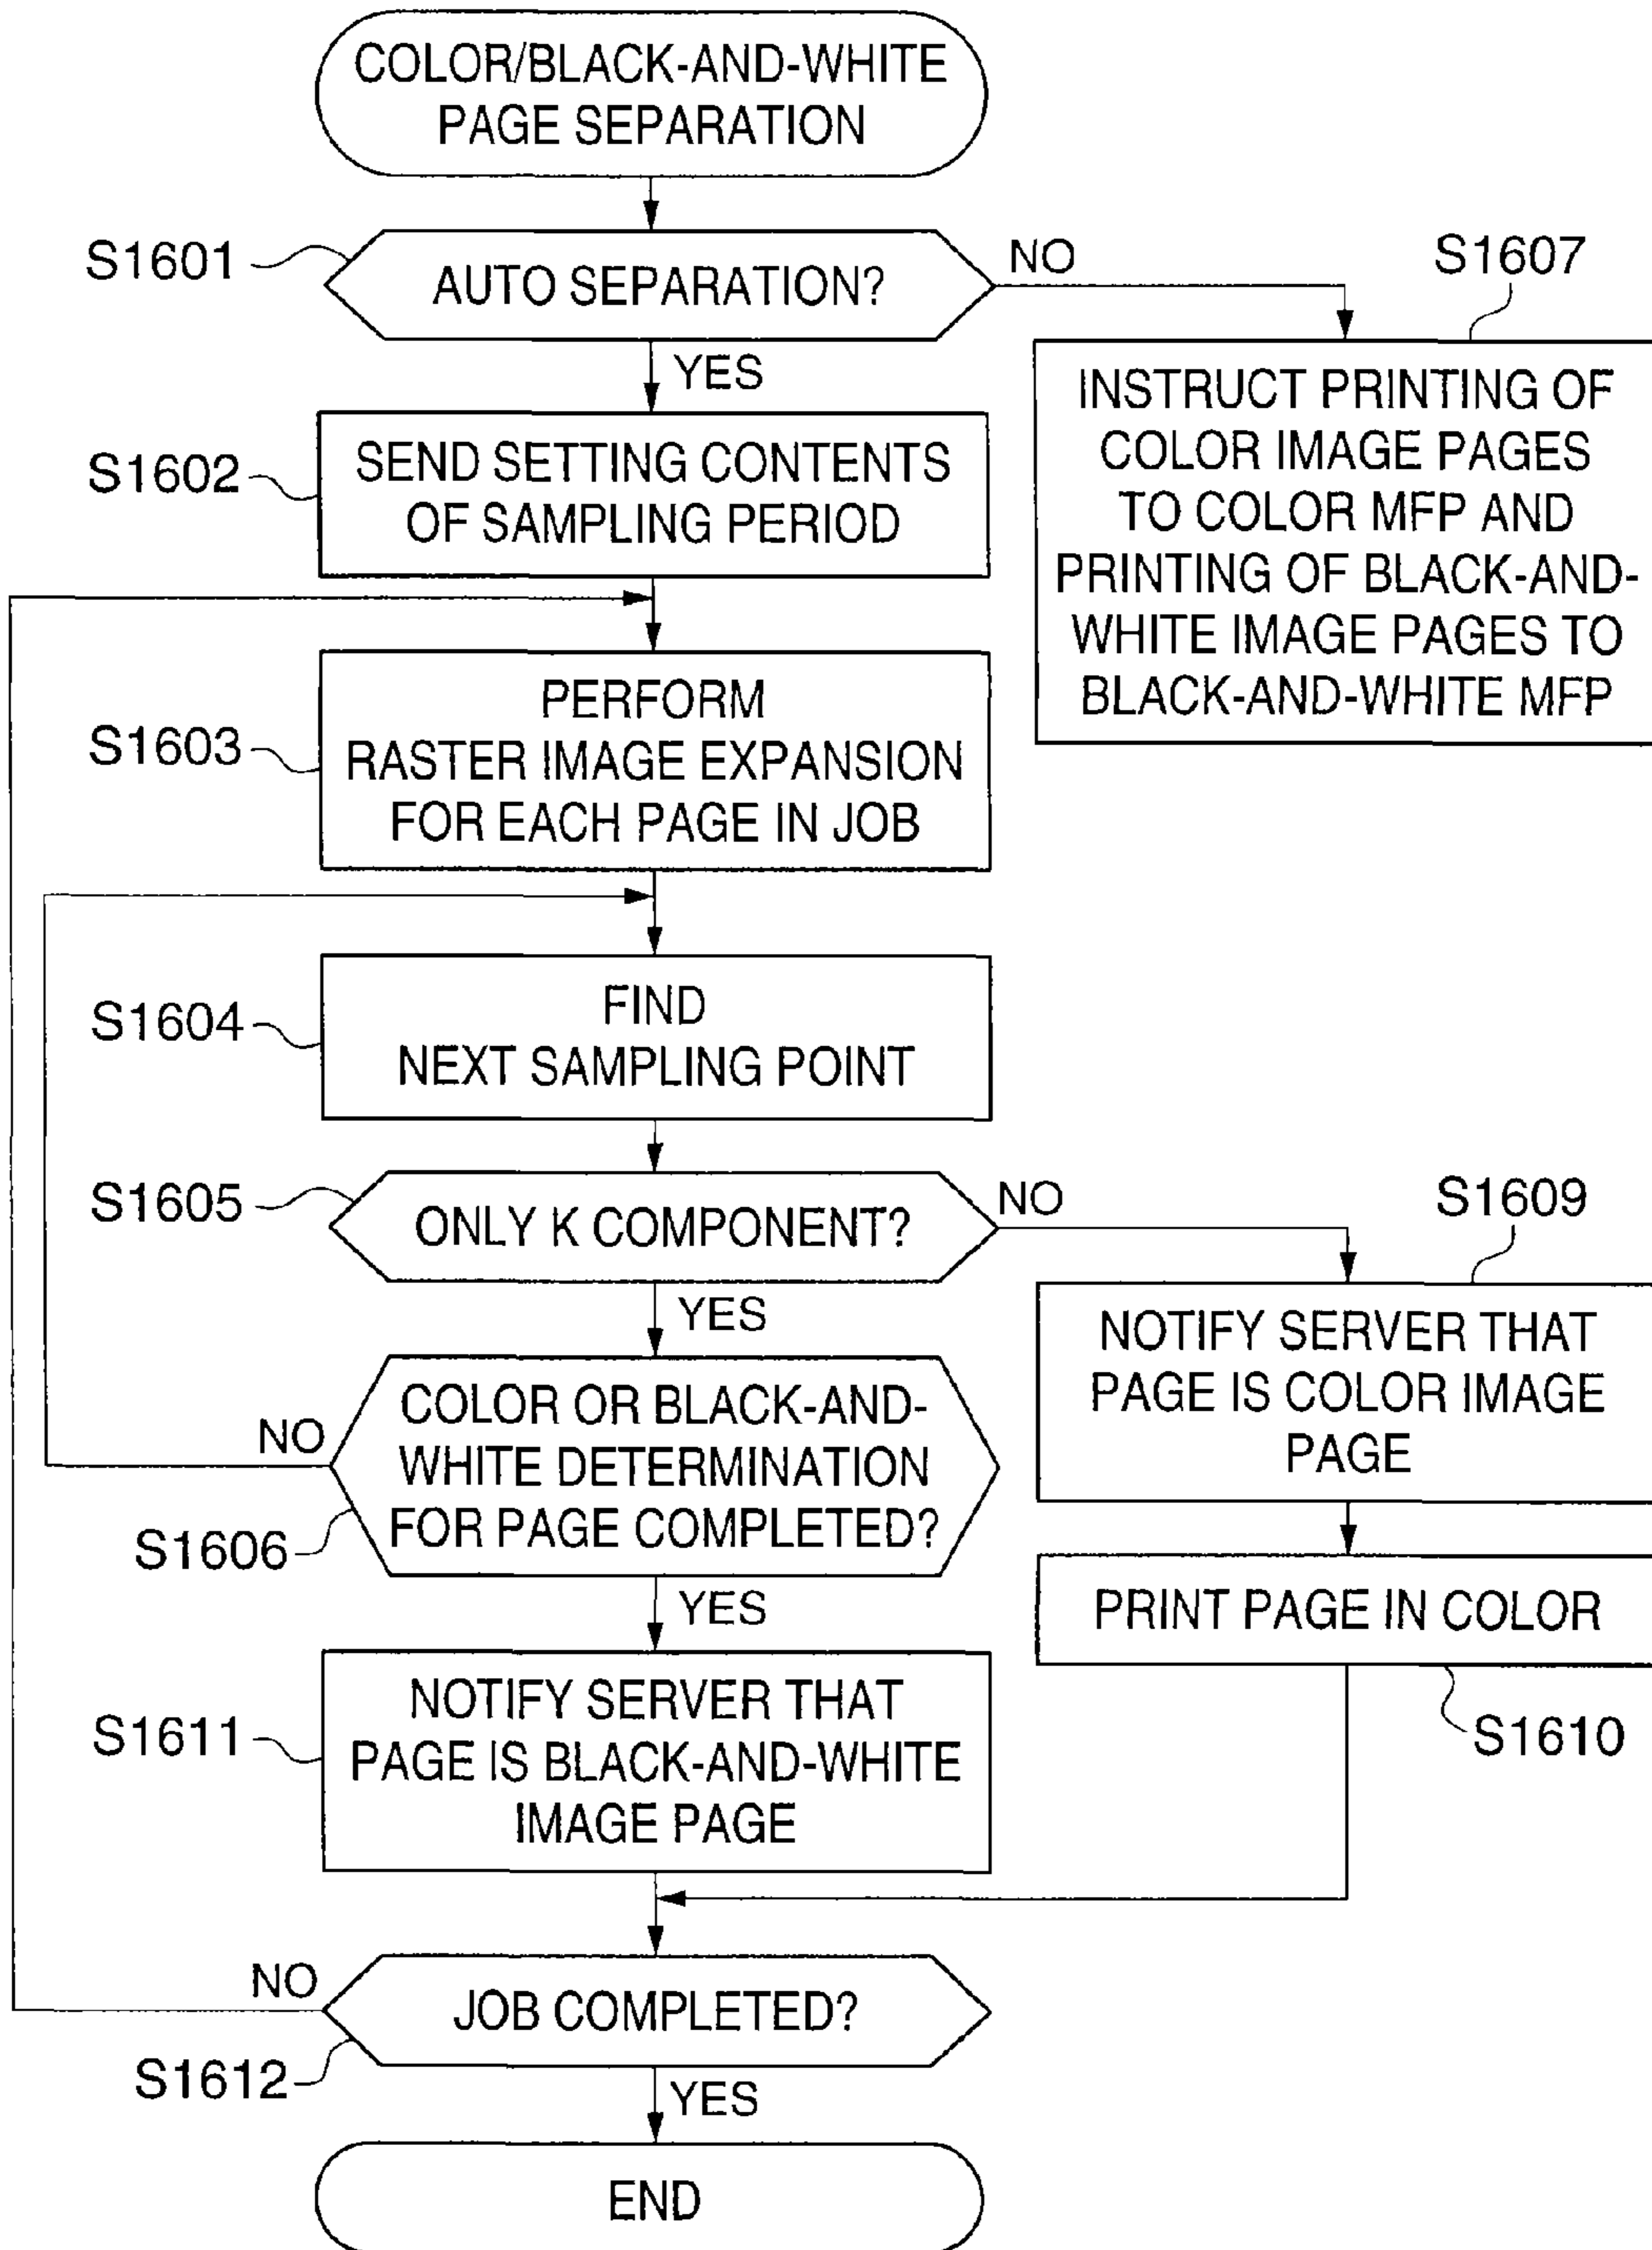 COLOR/BLACK-AND-WHITE
PAGE SEPARATION
S1601
AUTO SEPARATION?
NO
S1607
YES
INSTRUCT PRINTING OF
COLOR IMAGE PAGES
TO COLOR MFP AND
PRINTING OF BLACK-AND-
WHITE IMAGE PAGES TO
BLACK-AND-WHITE MFP
S1602
SEND SETTING CONTENTS
OF SAMPLING PERIOD
S1603
PERFORM
RASTER IMAGE EXPANSION
FOR EACH PAGE IN JOB
S1604
FIND
NEXT SAMPLING POINT
S1605
ONLY K COMPONENT?
NO
S1609
YES
NOTIFY SERVER THAT
PAGE IS COLOR IMAGE
PAGE
NO
COLOR OR BLACK-AND-
WHITE DETERMINATION
FOR PAGE COMPLETED?
S1606
YES
PRINT PAGE IN COLOR
S1610
S1611
NOTIFY SERVER THAT
PAGE IS BLACK-AND-WHITE
IMAGE PAGE
NO
JOB COMPLETED?
S1612
YES
END